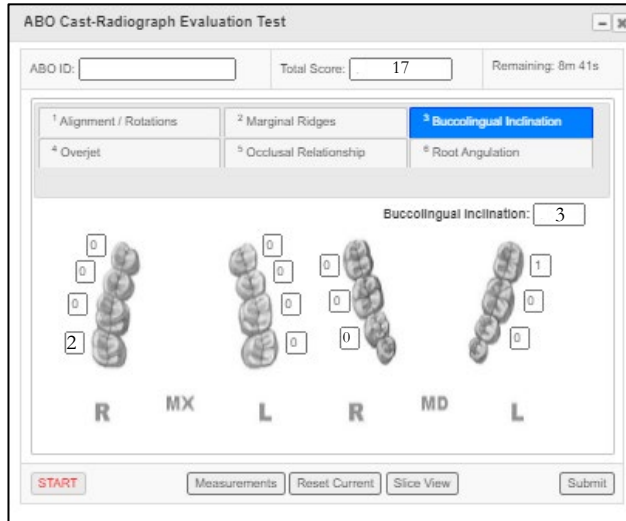 ABO Cast-Radiograph Evaluation Test
ABO ID: Total Score: 17 Remaining: 8m 41s
1 Alignment / Rotations 2 Marginal Ridges 3 Buccolingual Inclination
4 Overjet 5 Occlusal Relationship 6 Root Angulation
Buccolingual Inclination: 3
0 0 0 1
0 0 0 0
0 0 0 0
2 0
R MX L R MD L
START Measurements Reset Current Slice View Submit